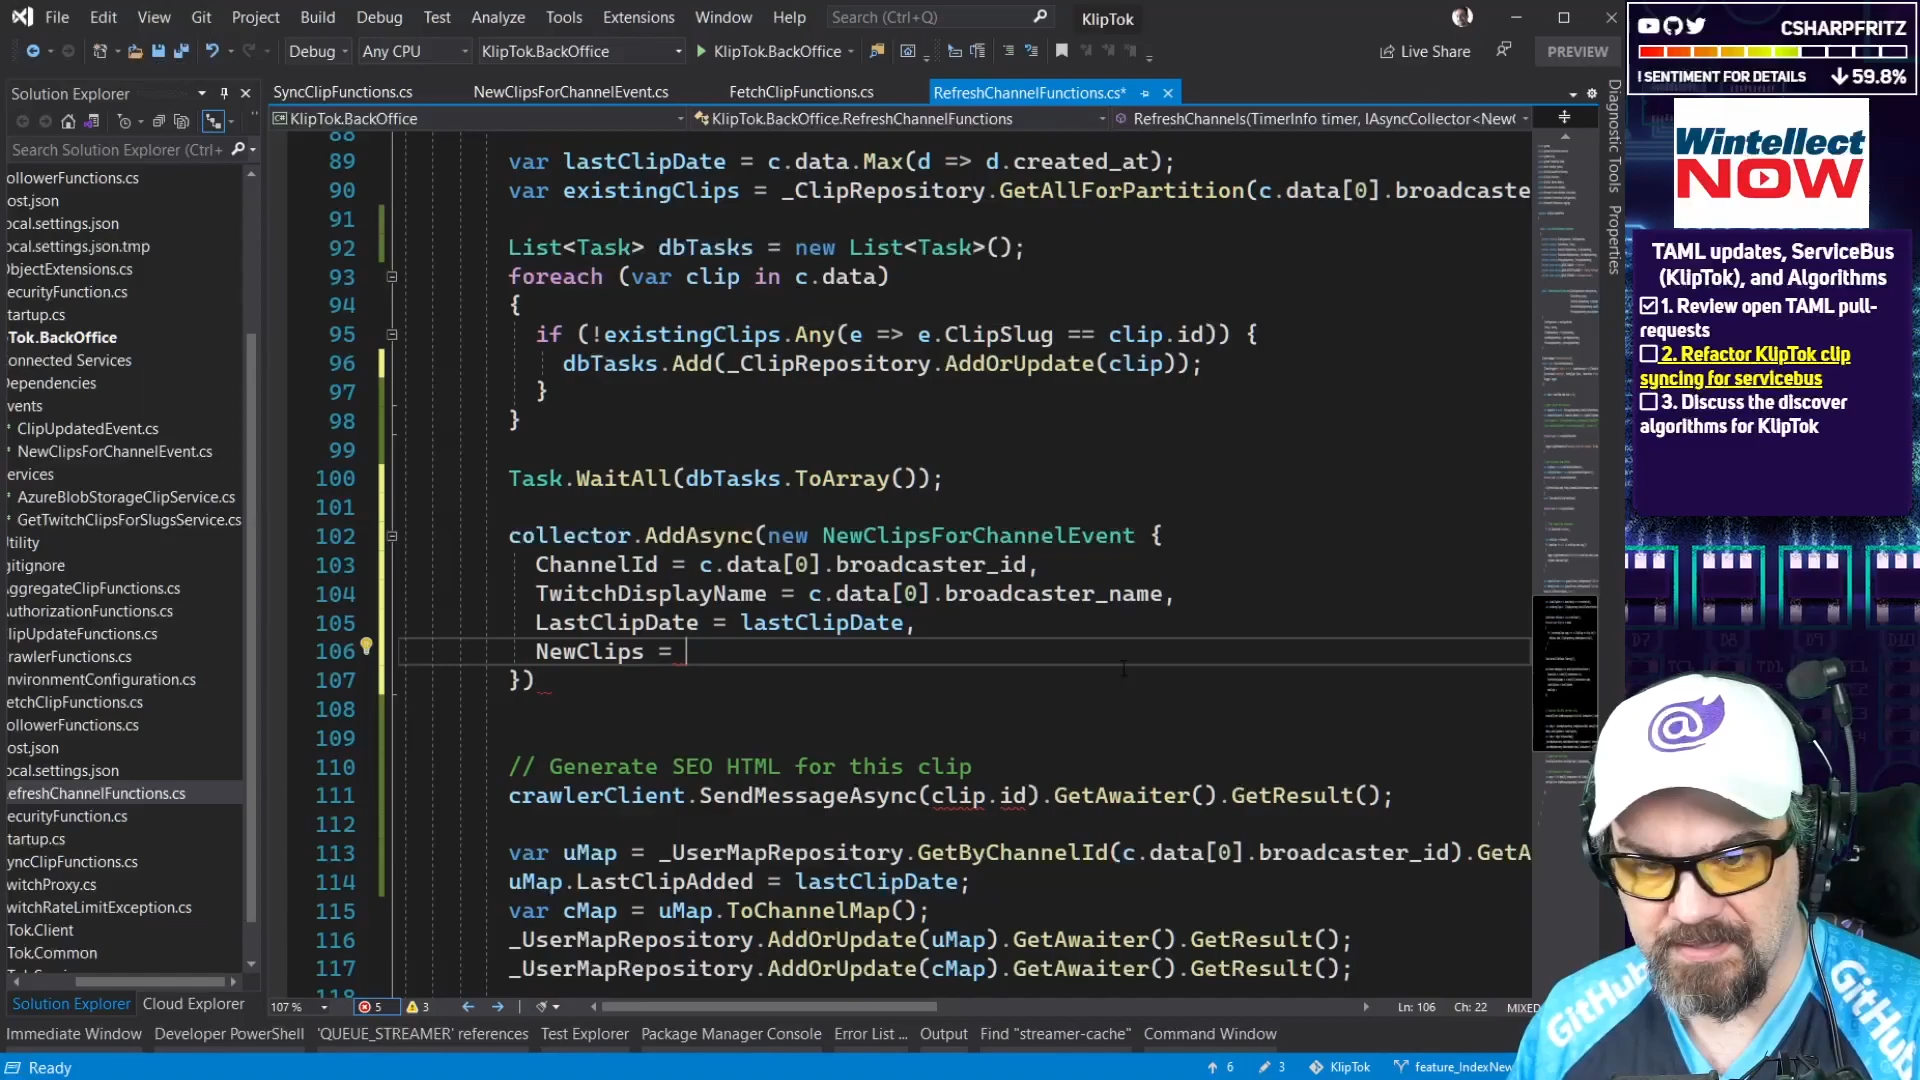 File Edit View Git Project Build Debug Test Analyze Tools Extensions Window Help Search (Ctrl+Q) KlipTok
Debug Any CPU KlipTok.BackOffice KlipTok.BackOffice Live Share PREVIEW
Solution Explorer
Search Solution Explorer (Ctrl+
ollowerFunctions.cs
ost.json
ocal.settings.json
ocal.settings.json.tmp
ObjectExtensions.cs
ecurityFunction.cs
tartup.cs
Tok.BackOffice
onnected Services
Dependencies
vents
ClipUpdatedEvent.cs
NewClipsForChannelEvent.cs
ervices
AzureBlobStorageClipService.cs
GetTwitchClipsForSlugsService.cs
tility
gitignore
AggregateClipFunctions.cs
uthorizationFunctions.cs
lipUpdateFunctions.cs
rawlerFunctions.cs
nvironmentConfiguration.cs
etchClipFunctions.cs
ollowerFunctions.cs
ost.json
ocal.settings.json
efreshChannelFunctions.cs
ecurityFunction.cs
tartup.cs
yncClipFunctions.cs
witchProxy.cs
witchRateLimitException.cs
Tok.Client
Tok.Common
Solution Explorer Cloud Explorer
SyncClipFunctions.cs NewClipsForChannelEvent.cs FetchClipFunctions.cs RefreshChannelFunctions.cs*
KlipTok.BackOffice KlipTok.BackOffice.RefreshChannelFunctions RefreshChannels(TimerInfo timer, IAsyncCollector<New
88
89 var lastClipDate = c.data.Max(d => d.created_at);
90 var existingClips = _ClipRepository.GetAllForPartition(c.data[0].broadcaster
91
92 List<Task> dbTasks = new List<Task>();
93 foreach (var clip in c.data)
94 {
95 if (!existingClips.Any(e => e.ClipSlug == clip.id)) {
96 dbTasks.Add(_ClipRepository.AddOrUpdate(clip));
97 }
98 }
99
100 Task.WaitAll(dbTasks.ToArray());
101
102 collector.AddAsync(new NewClipsForChannelEvent {
103 ChannelId = c.data[0].broadcaster_id,
104 TwitchDisplayName = c.data[0].broadcaster_name,
105 LastClipDate = lastClipDate,
106 NewClips =
107 })
108
109
110 // Generate SEO HTML for this clip
111 crawlerClient.SendMessageAsync(clip.id).GetAwaiter().GetResult();
112
113 var uMap = _UserMapRepository.GetByChannelId(c.data[0].broadcaster_id).GetA
114 uMap.LastClipAdded = lastClipDate;
115 var cMap = uMap.ToChannelMap();
116 _UserMapRepository.AddOrUpdate(uMap).GetAwaiter().GetResult();
117 _UserMapRepository.AddOrUpdate(cMap).GetAwaiter().GetResult();
107 % 5 3 Ln: 106 Ch: 22 MIXED
Immediate Window Developer PowerShell 'QUEUE_STREAMER' references Test Explorer Package Manager Console Error List ... Output Find "streamer-cache" Command Window
Ready 6 3 KlipTok feature_IndexNew
Diagnostic Tools
Properties
CSHARPFRITZ
! SENTIMENT FOR DETAILS 59.8%
Wintellect
NOW
TAML updates, ServiceBus
(KlipTok), and Algorithms
1. Review open TAML pull-
requests
2. Refactor KlipTok clip
syncing for servicebus
3. Discuss the discover
algorithms for KlipTok
@
GitHub
GitHub